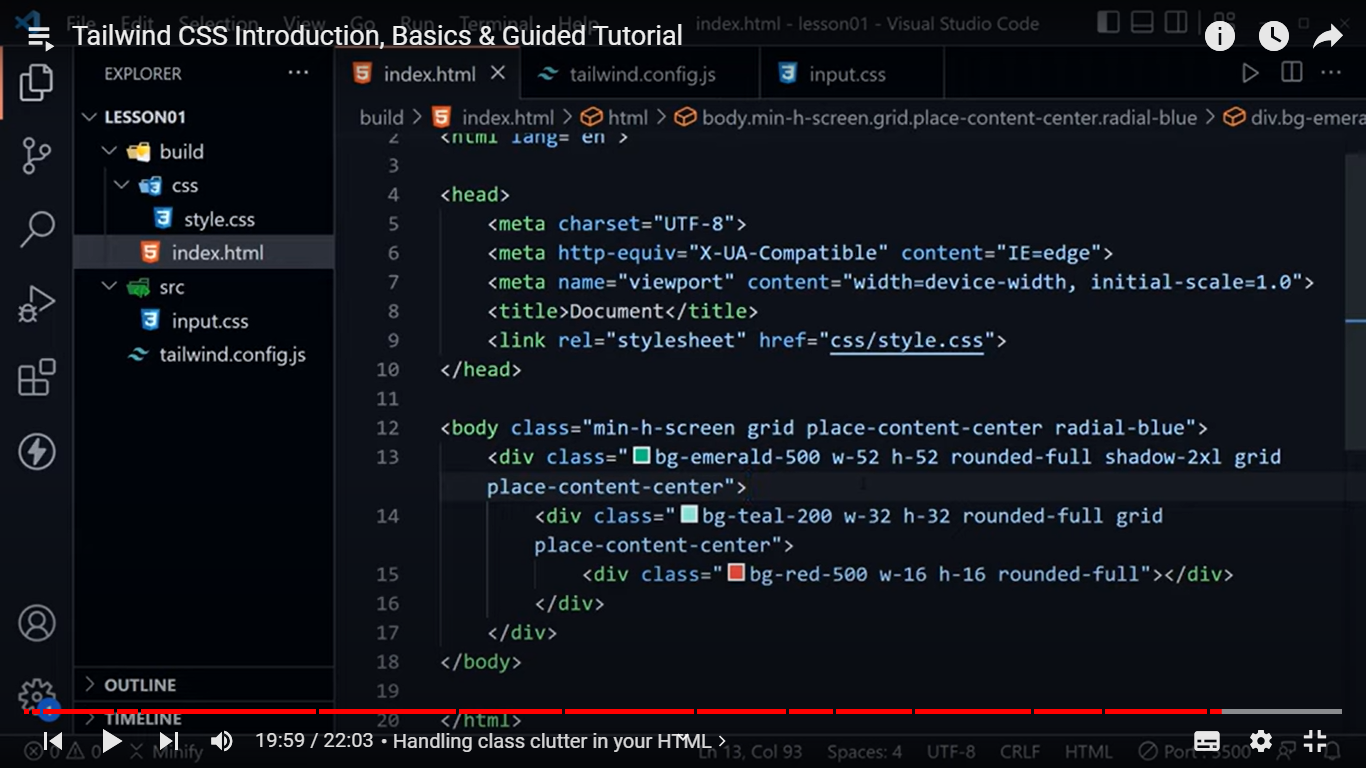 File Edit Selection View Go Run Terminal Help index.html - lesson01 - Visual Studio Code
Tailwind CSS Introduction, Basics & Guided Tutorial
EXPLORER
index.html
tailwind.config.js
input.css
LESSON01
build
css
style.css
index.html
src
input.css
tailwind.config.js
build > index.html > html > body.min-h-screen.grid.place-content-center.radial-blue > div.bg-emera
2 <html lang="en">
3
4 <head>
5 <meta charset="UTF-8">
6 <meta http-equiv="X-UA-Compatible" content="IE=edge">
7 <meta name="viewport" content="width=device-width, initial-scale=1.0">
8 <title>Document</title>
9 <link rel="stylesheet" href="css/style.css">
10 </head>
11
12 <body class="min-h-screen grid place-content-center radial-blue">
13 <div class="bg-emerald-500 w-52 h-52 rounded-full shadow-2xl grid
place-content-center">
14 <div class="bg-teal-200 w-32 h-32 rounded-full grid
place-content-center">
15 <div class="bg-red-500 w-16 h-16 rounded-full"></div>
16 </div>
17 </div>
18 </body>
19
20 </html>
OUTLINE
TIMELINE
19:59 / 22:03 • Handling class clutter in your HTML >
0 0 Minify Ln 13, Col 93 Spaces: 4 UTF-8 CRLF HTML Port : 5500